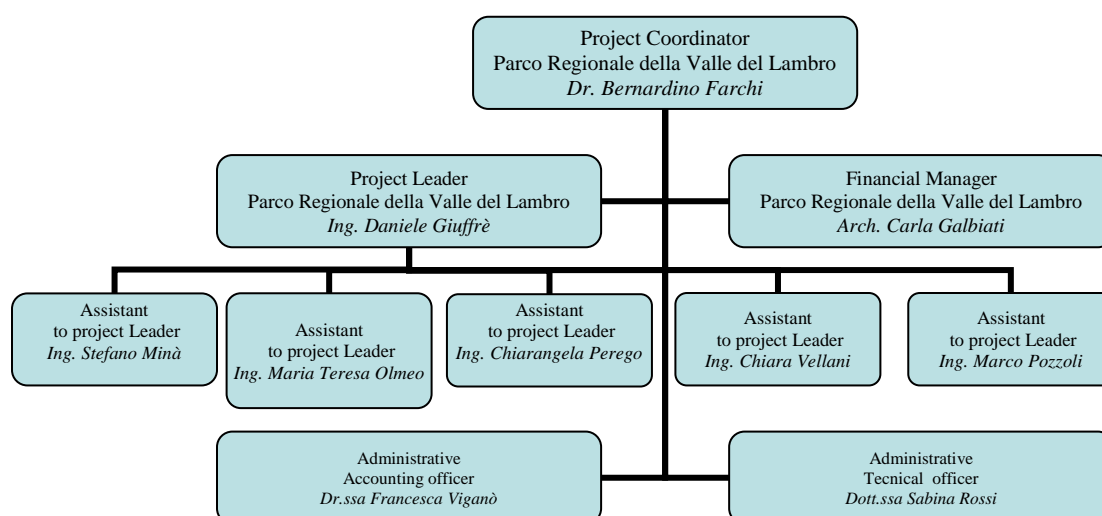 Project Coordinator
Parco Regionale della Valle del Lambro
Dr. Bernardino Farchi
Project Leader
Parco Regionale della Valle del Lambro
Ing. Daniele Giuffrè
Financial Manager
Parco Regionale della Valle del Lambro
Arch. Carla Galbiati
Assistant
to project Leader
Ing. Stefano Minà
Assistant
to project Leader
Ing. Maria Teresa Olmeo
Assistant
to project Leader
Ing. Chiarangela Perego
Assistant
to project Leader
Ing. Chiara Vellani
Assistant
to project Leader
Ing. Marco Pozzoli
Administrative
Accounting officer
Dr.ssa Francesca Viganò
Administrative
Tecnical officer
Dott.ssa Sabina Rossi